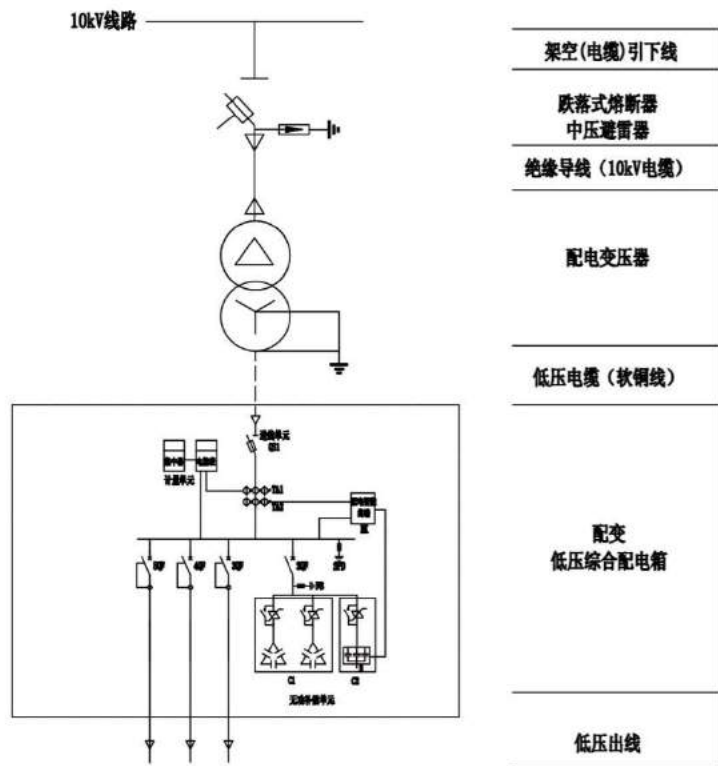 10kV线路
架空(电缆)引下线
跌落式熔断器
中压避雷器
绝缘导线(10kV电缆)
配电变压器
低压电缆(软铜线)
进线单元
QS1
计量单元
TA1
TA2
配变
低压综合配电箱
C1
C2
无功补偿单元
低压出线